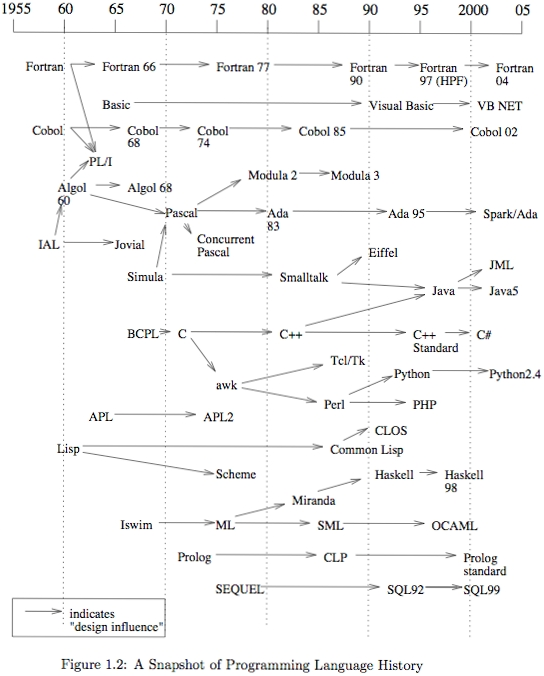 1955 60 65 70 75 80 85 90 95 2000 05
Fortran Fortran 66 Fortran 77 Fortran Fortran Fortran
90 97 (HPF) 04
Basic Visual Basic VB NET
Cobol Cobol Cobol Cobol 85 Cobol 02
68 74
PL/I
Modula 2 Modula 3
Algol Algol 68
60
Pascal Ada Ada 95 Spark/Ada
83
IAL Jovial Concurrent
Pascal
Eiffel
JML
Simula Smalltalk
Java Java5
BCPL C C++ C++ C#
Standard
Tcl/Tk
Python Python2.4
awk
Perl PHP
APL APL2
CLOS
Lisp Common Lisp
Scheme Haskell Haskell
98
Miranda
Iswim ML SML OCAML
Prolog CLP Prolog
standard
SEQUEL SQL92 SQL99
indicates
"design influence"
Figure 1.2: A Snapshot of Programming Language History